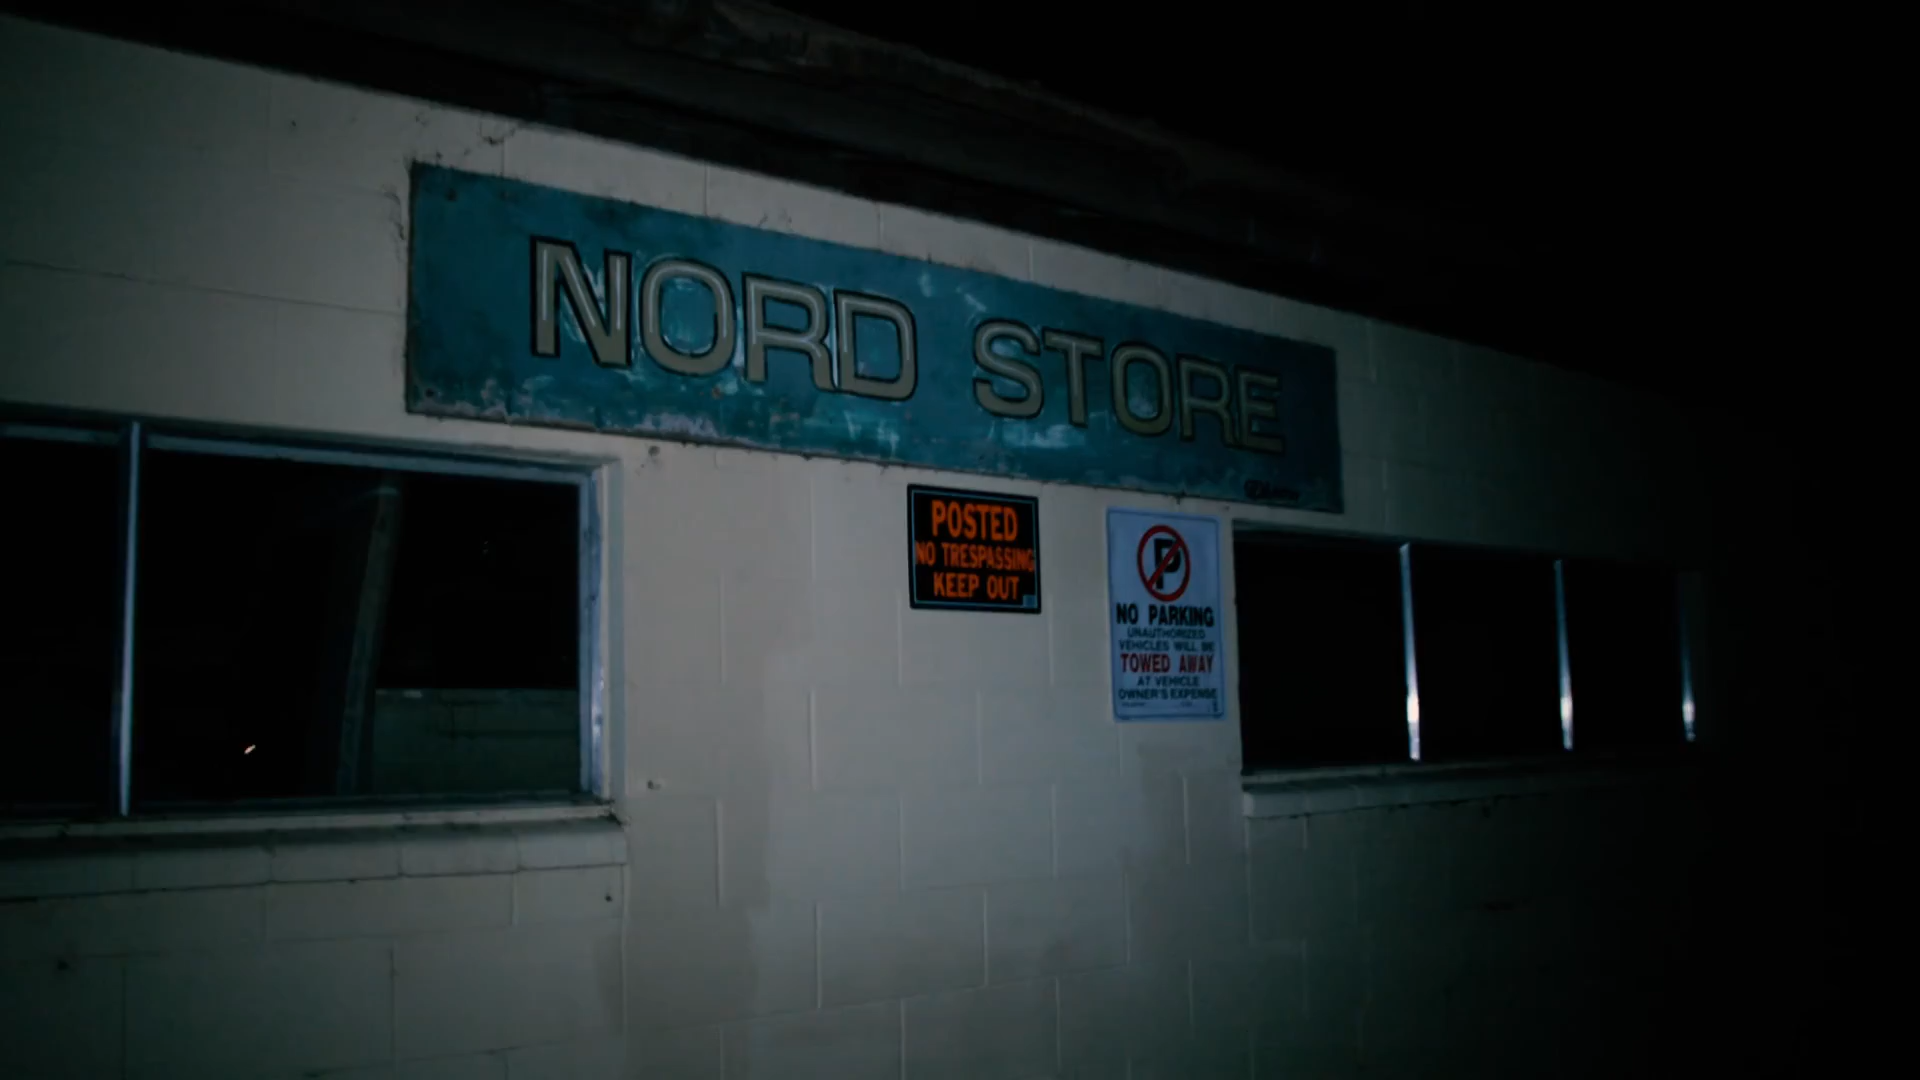 NORD STORE
POSTED
NO TRESPASSING
KEEP OUT
P
NO PARKING
UNAUTHORIZED
VEHICLES WILL BE
TOWED AWAY
AT VEHICLE
OWNER'S EXPENSE